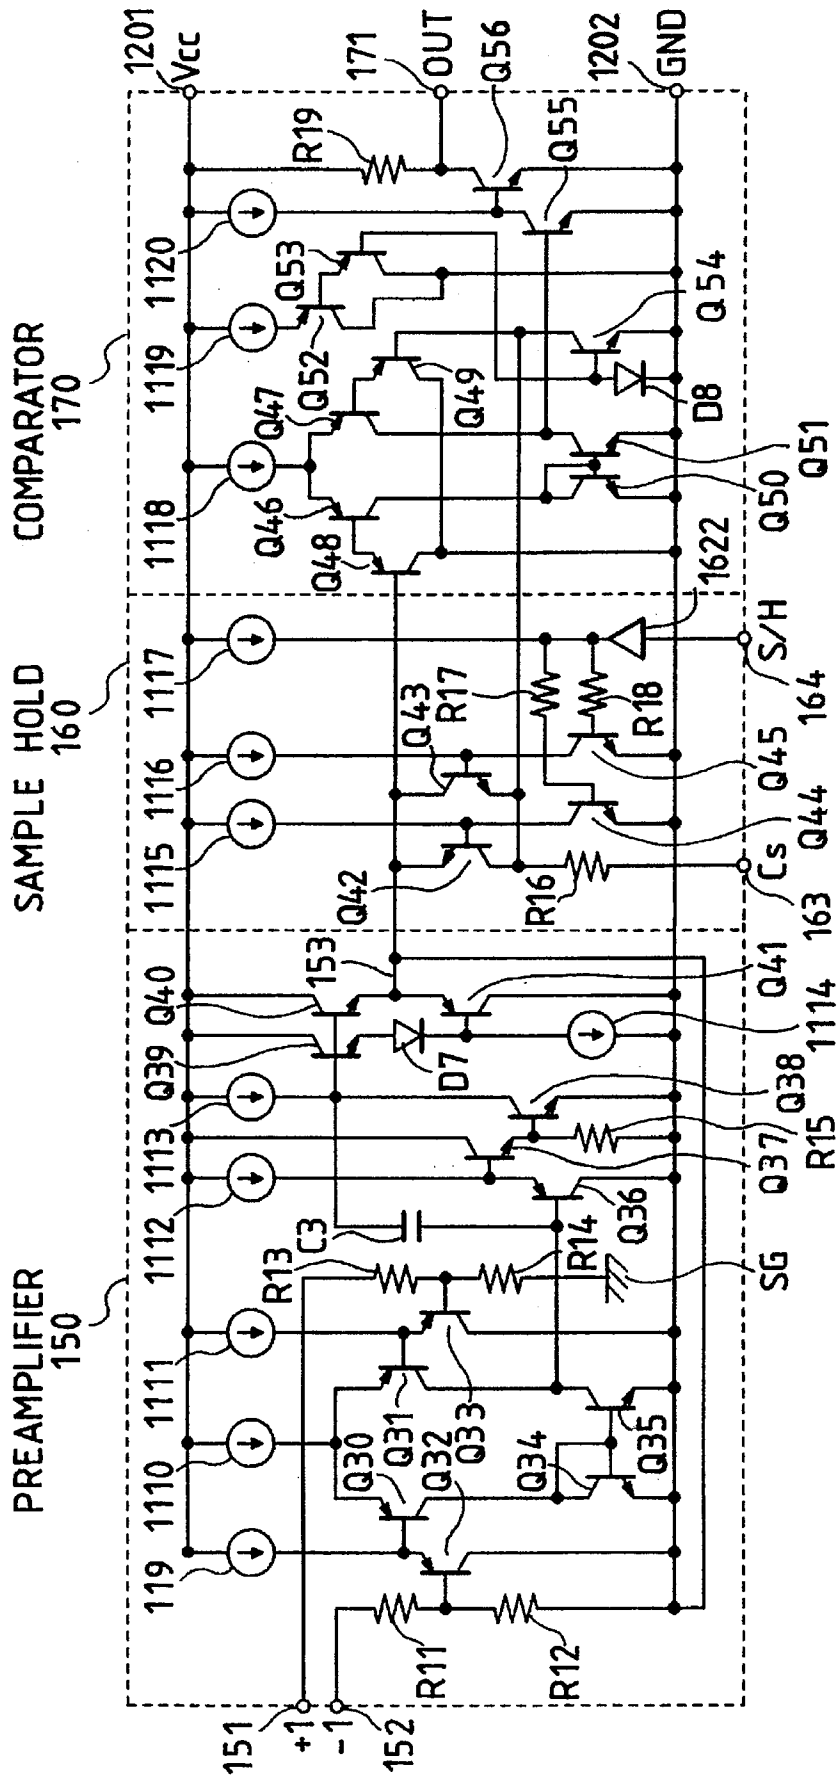 PREAMPLIFIER
150
SAMPLE HOLD
160
COMPARATOR
170
119
1110
1111
1112
1113
Q39
Q40
1115
1116
1117
1118
1119
1120
1201
Vcc
151
+1
-1
152
R11
R12
Q30
Q32
Q31
Q33
Q34
Q35
R13
R14
C3
Q36
Q37
R15
Q38
D7
153
Q41
1114
SG
Q42
Q43
R16
R17
R18
Q44
Q45
Cs
163
S/H
164
1622
Q46
Q48
Q47
Q49
Q52
Q53
Q50
Q51
D8
Q54
R19
171
OUT
Q56
Q55
1202
GND